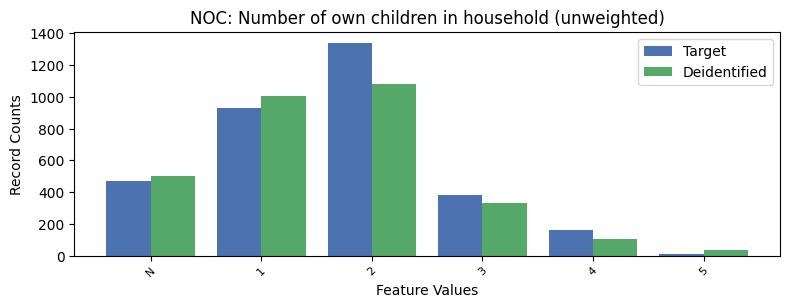 NOC: Number of own children in household (unweighted)
Record Counts
1400
1200
1000
800
600
400
200
0
Target
Deidentified
N 1 2 3 4 5
Feature Values